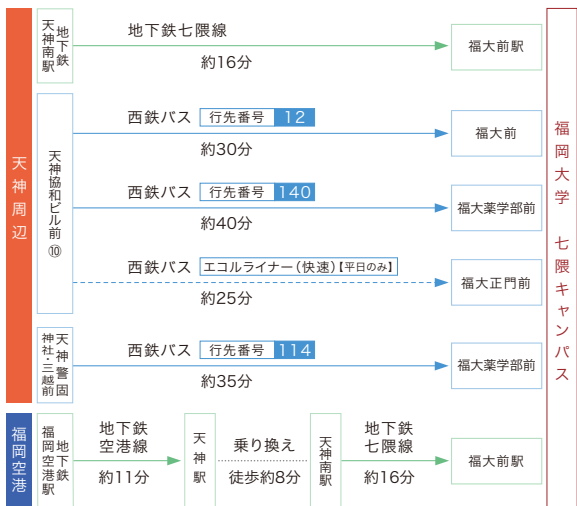 天神周辺
地下鉄
天神南駅
地下鉄七隈線
約16分
福大前駅
天神協和ビル前⑩
西鉄バス 行先番号 12
約30分
福大前
西鉄バス 行先番号 140
約40分
福大薬学部前
西鉄バス エコルライナー(快速)【平日のみ】
約25分
福大正門前
天神警固
神社・三越前
西鉄バス 行先番号 114
約35分
福大薬学部前
福岡空港
地下鉄
福岡空港駅
地下鉄
空港線
約11分
天神駅
乗り換え
徒歩約8分
天神南駅
地下鉄
七隈線
約16分
福大前駅
福岡大学 七隈キャンパス